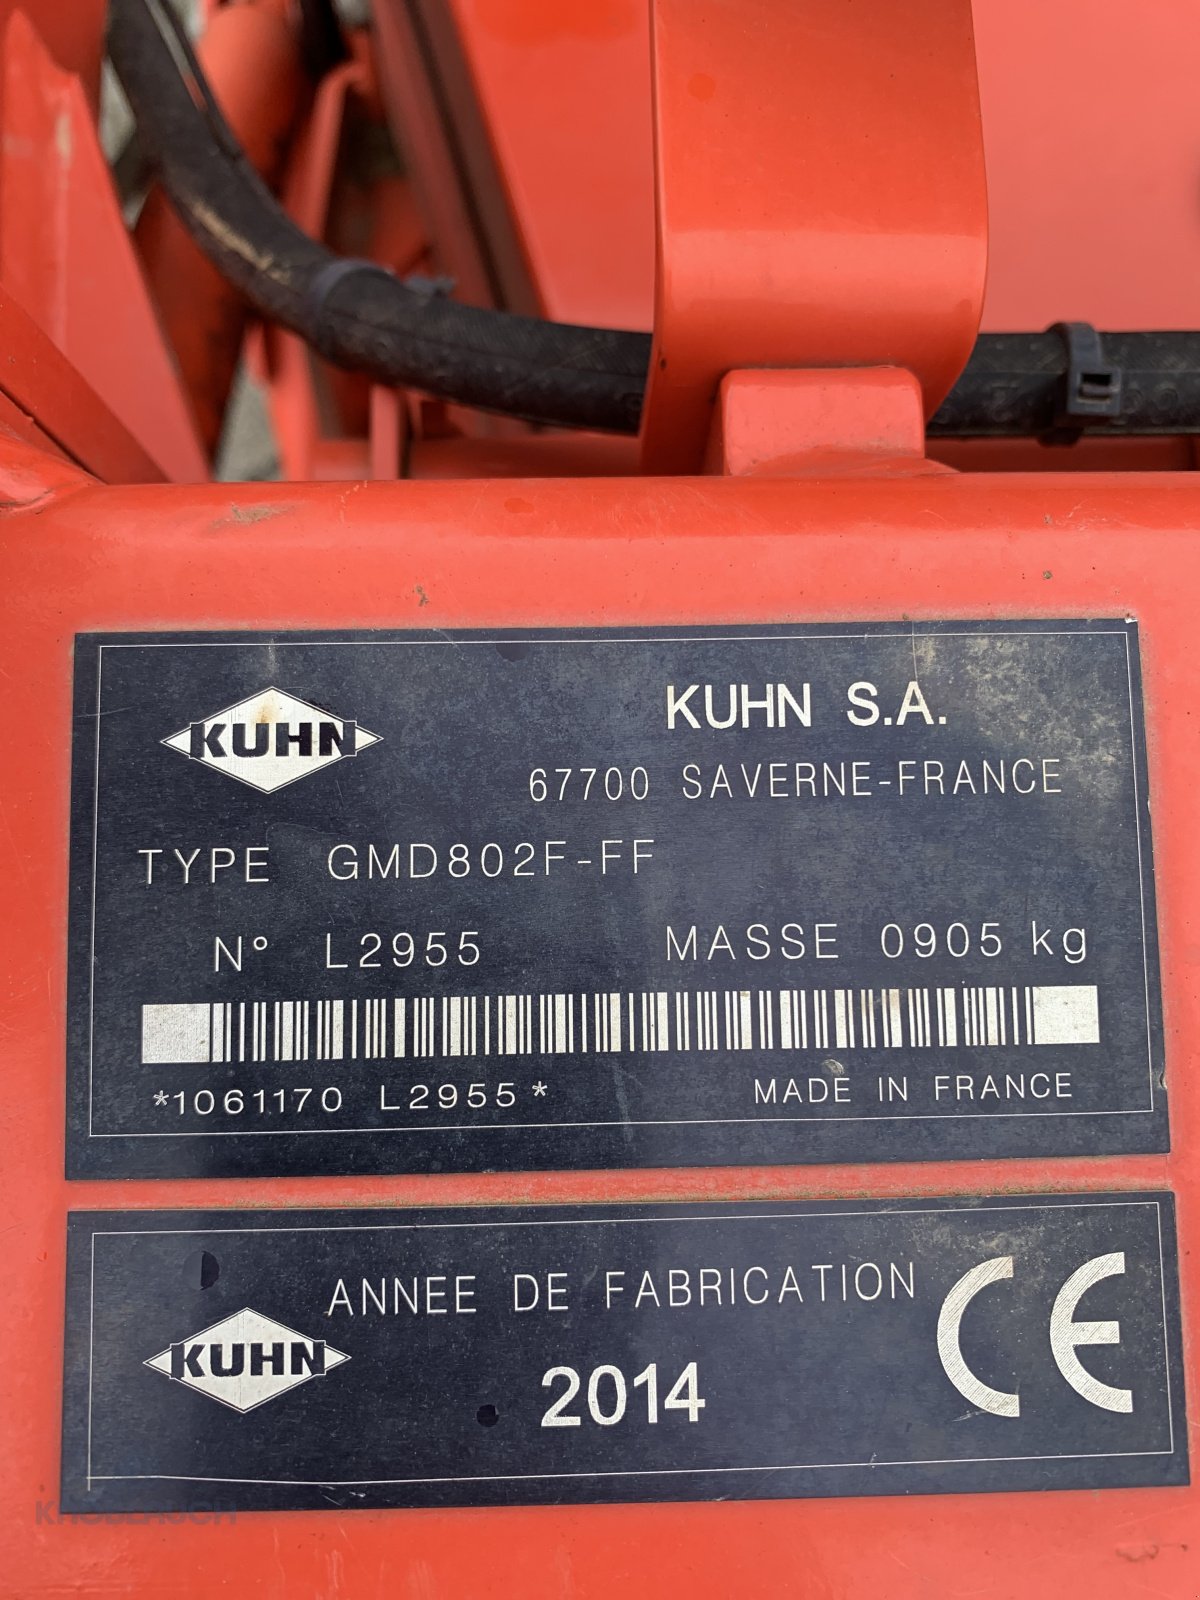 KUHN
KUHN S.A.
67700 SAVERNE-FRANCE
TYPE GMD802F-FF
N° L2955 MASSE 0905 kg
*1061170 L2955* MADE IN FRANCE
KUHN
ANNEE DE FABRICATION
2014
CE
KNOBLAUCH